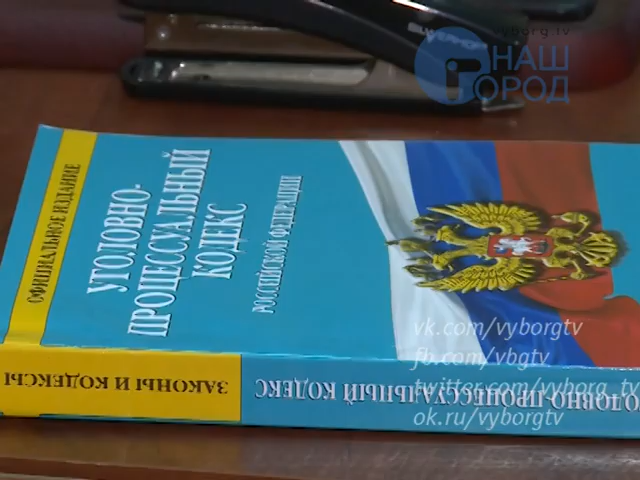 vyborg.tv
НАШ
ГОРОД
ОФИЦИАЛЬНОЕ ИЗДАНИЕ
УГОЛОВНО-
ПРОЦЕССУАЛЬНЫЙ
КОДЕКС
РОССИЙСКОЙ ФЕДЕРАЦИИ
ЗАКОНЫ И КОДЕКСЫ
ОЛОВНО-ПРОЦЕССУАЛЬНЫЙ КОДЕКС
vk.com/vyborgtv
fb.com/vbgtv
twitter.com/vyborg_tv
ok.ru/vyborgtv